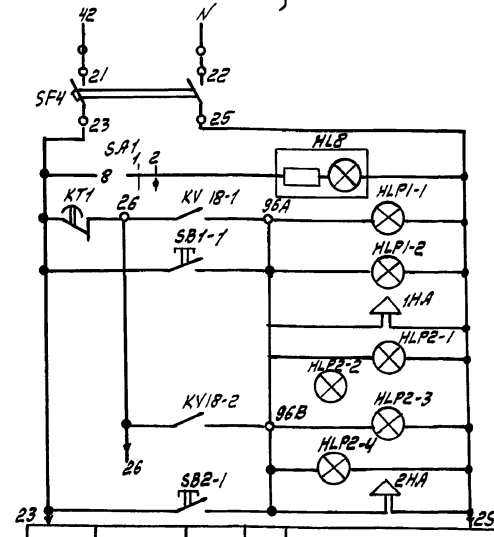 42 N
21 22
SF4
23 25
SA1 HL8
1 2
8
KT1 26 KV18-1 96A HLP1-1
SB1-1 HLP1-2
1HA
HLP2-1
HLP2-2
KV18-2 96B HLP2-3
HLP2-4
26
SB2-1 2HA
23 25